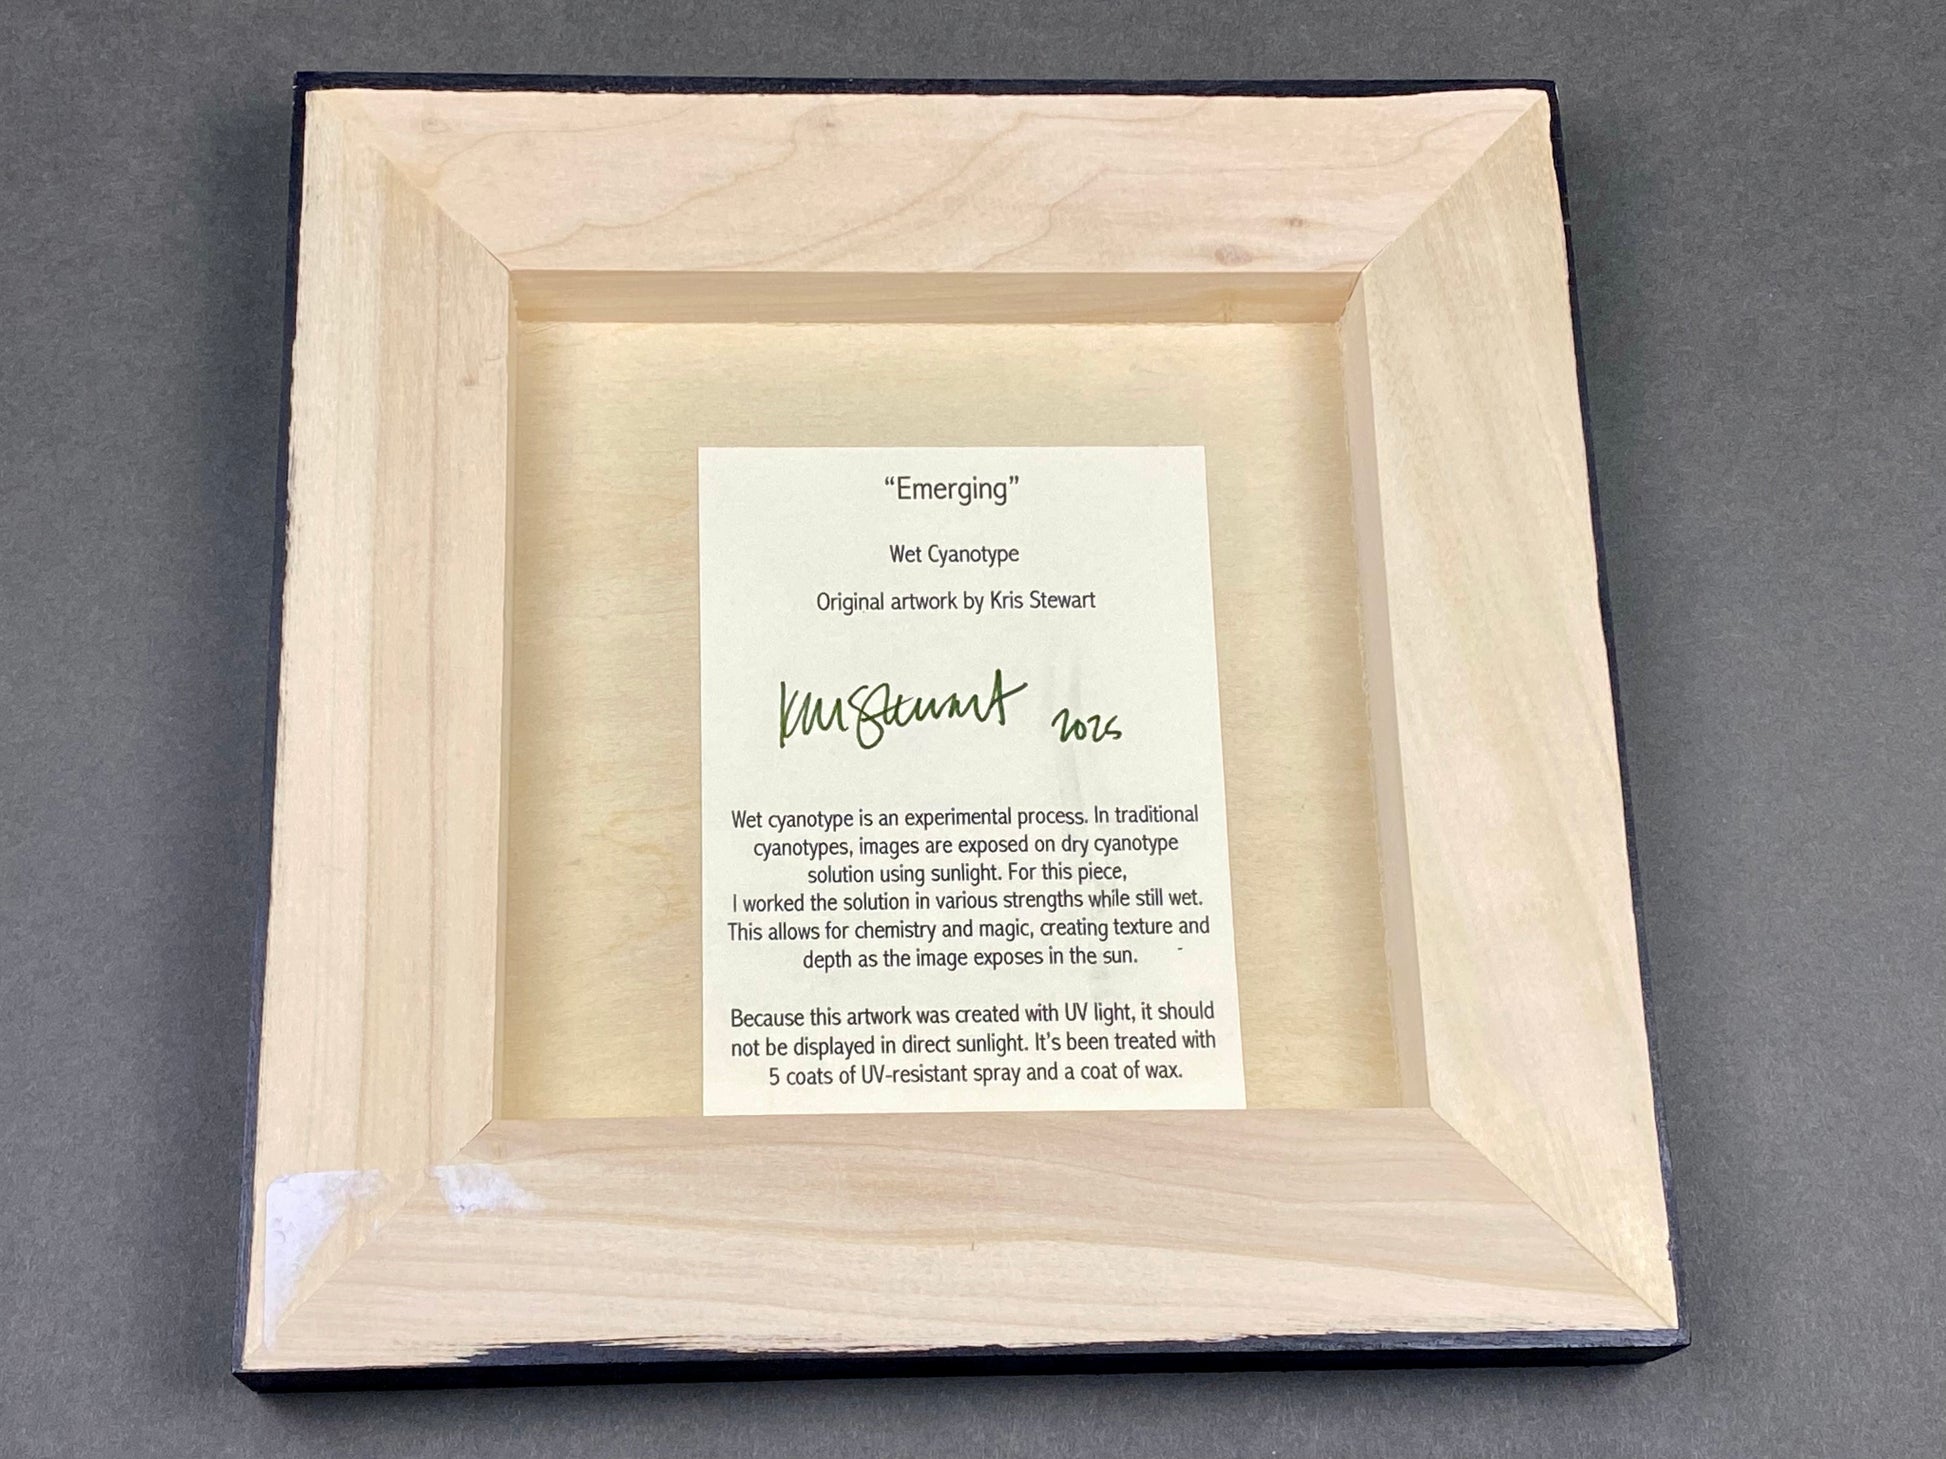 “Emerging”
Wet Cyanotype
Original artwork by Kris Stewart
Kris Stewart 2025
Wet cyanotype is an experimental process. In traditional
cyanotypes, images are exposed on dry cyanotype
solution using sunlight. For this piece,
I worked the solution in various strengths while still wet.
This allows for chemistry and magic, creating texture and
depth as the image exposes in the sun.
Because this artwork was created with UV light, it should
not be displayed in direct sunlight. It's been treated with
5 coats of UV-resistant spray and a coat of wax.